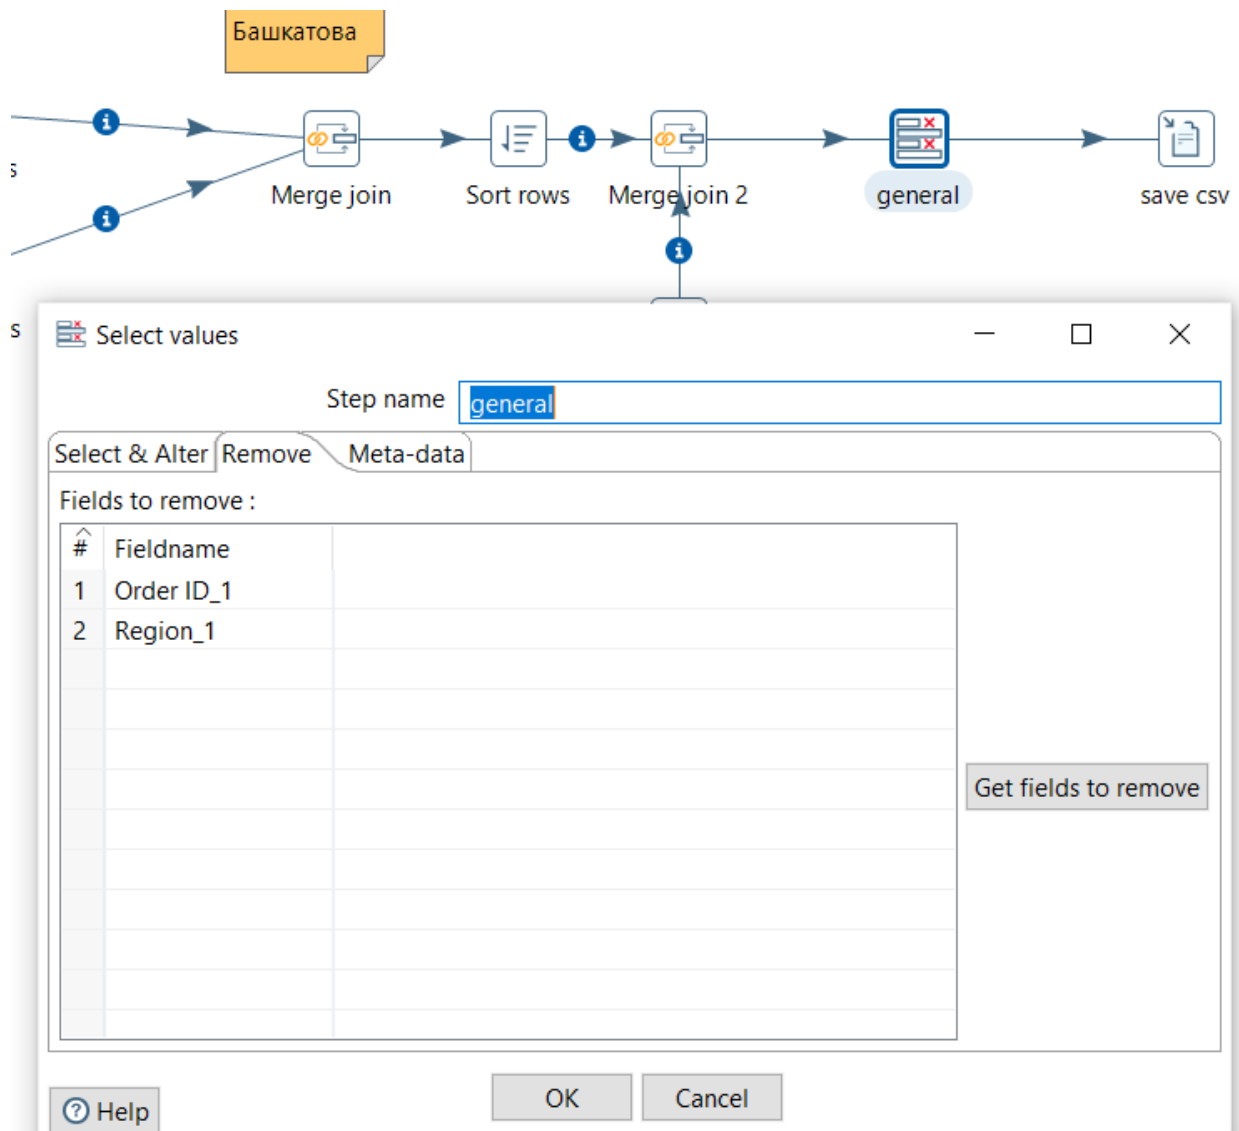 Башкатова
s
Merge join
Sort rows
Merge join 2
general
save csv
s
Select values
Step name
general
Select & Alter
Remove
Meta-data
Fields to remove :
# Fieldname
1 Order ID_1
2 Region_1
Get fields to remove
OK
Cancel
Help